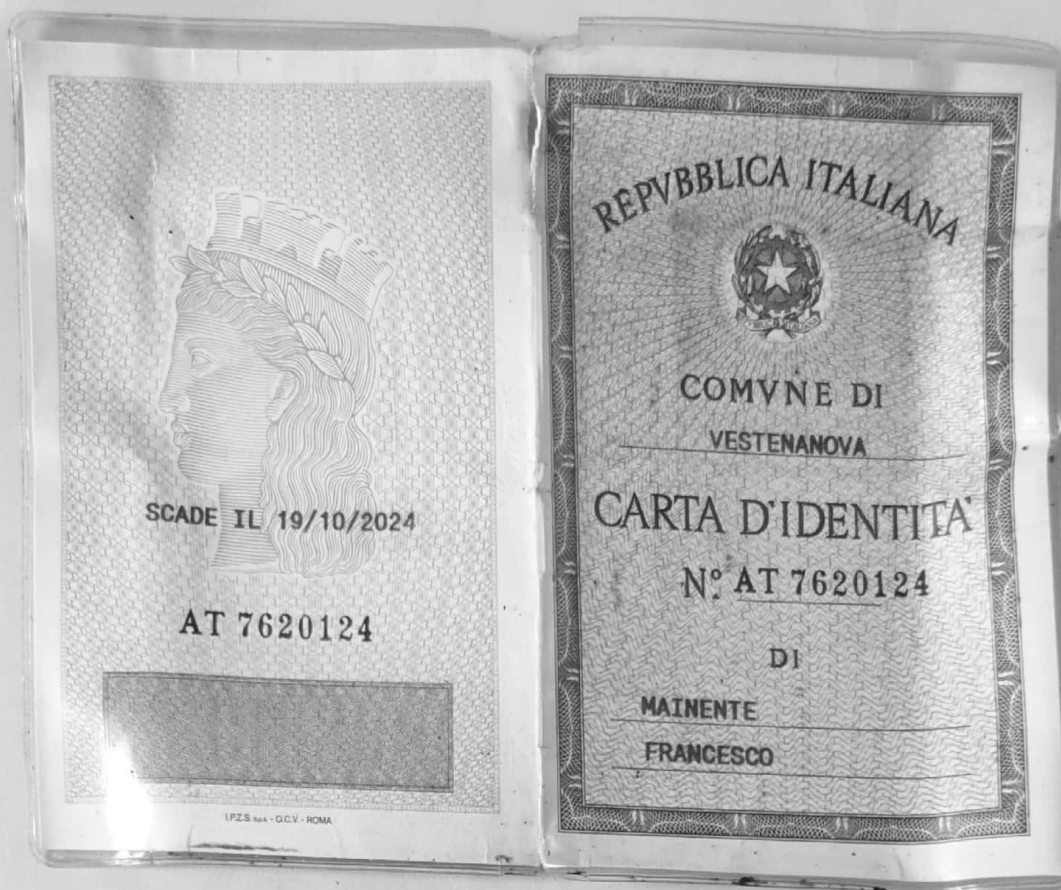 SCADE IL 19/10/2024
AT 7620124
I.P.Z.S. S.p.A. - O.C.V. - ROMA
REPVBBLICA ITALIANA
COMVNE DI
VESTENANOVA
CARTA D'IDENTITA'
Nº AT 7620124
DI
MAINENTE
FRANCESCO